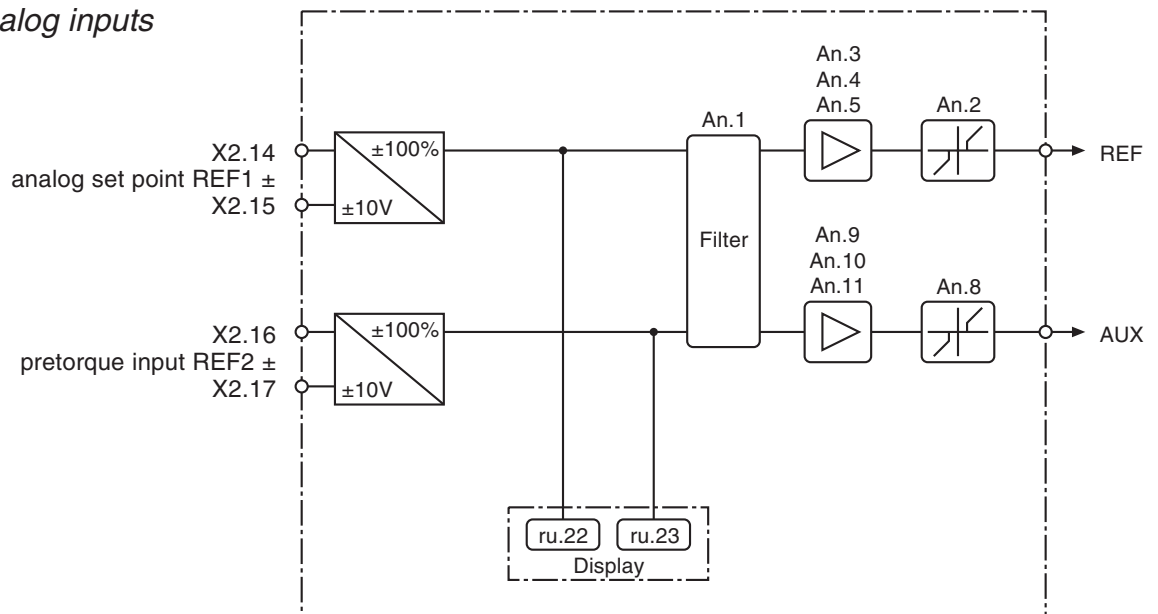 alog inputs
An.3
An.4
An.5
An.2
An.1
X2.14
±100%
REF
analog set point REF1 ±
X2.15
±10V
Filter
An.9
An.10
An.11
An.8
X2.16
±100%
AUX
pretorque input REF2 ±
X2.17
±10V
ru.22
ru.23
Display